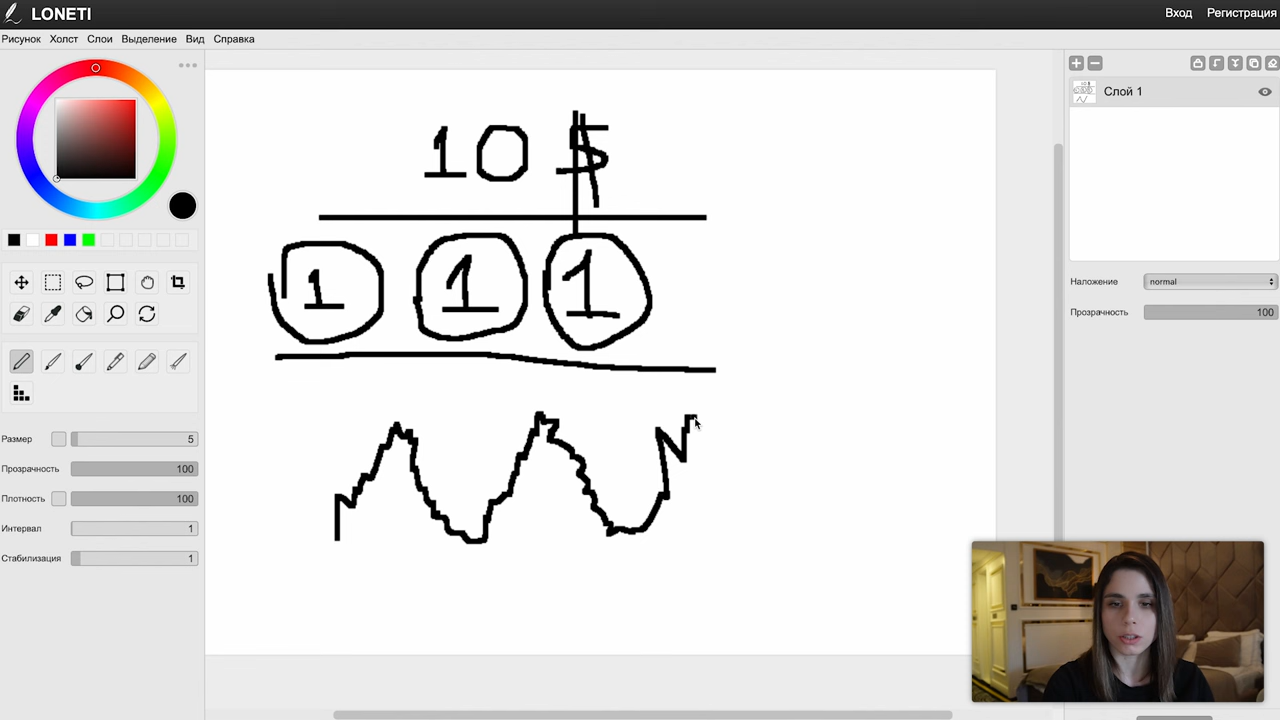 LONETI
Вход Регистрация
Рисунок Холст Слои Выделение Вид Справка
10 $
1 1 1
Слой 1
Наложение normal
Прозрачность 100
Размер 5
Прозрачность 100
Плотность 100
Интервал 1
Стабилизация 1